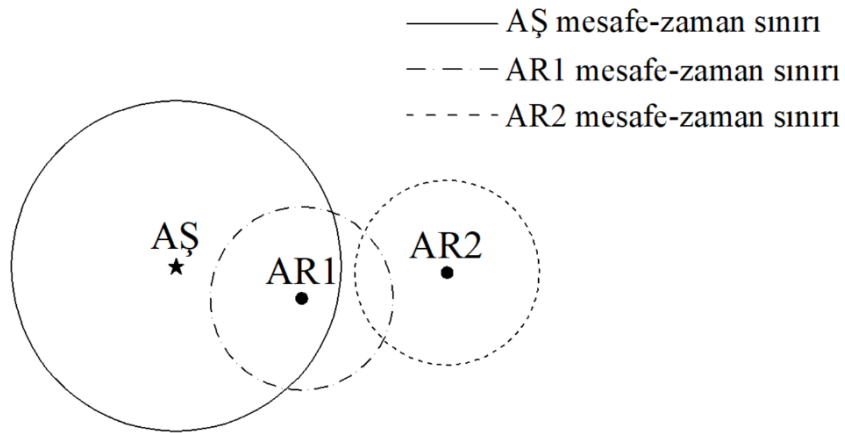 AŞ mesafe-zaman sınırı
AR1 mesafe-zaman sınırı
AR2 mesafe-zaman sınırı
AŞ
AR1
AR2